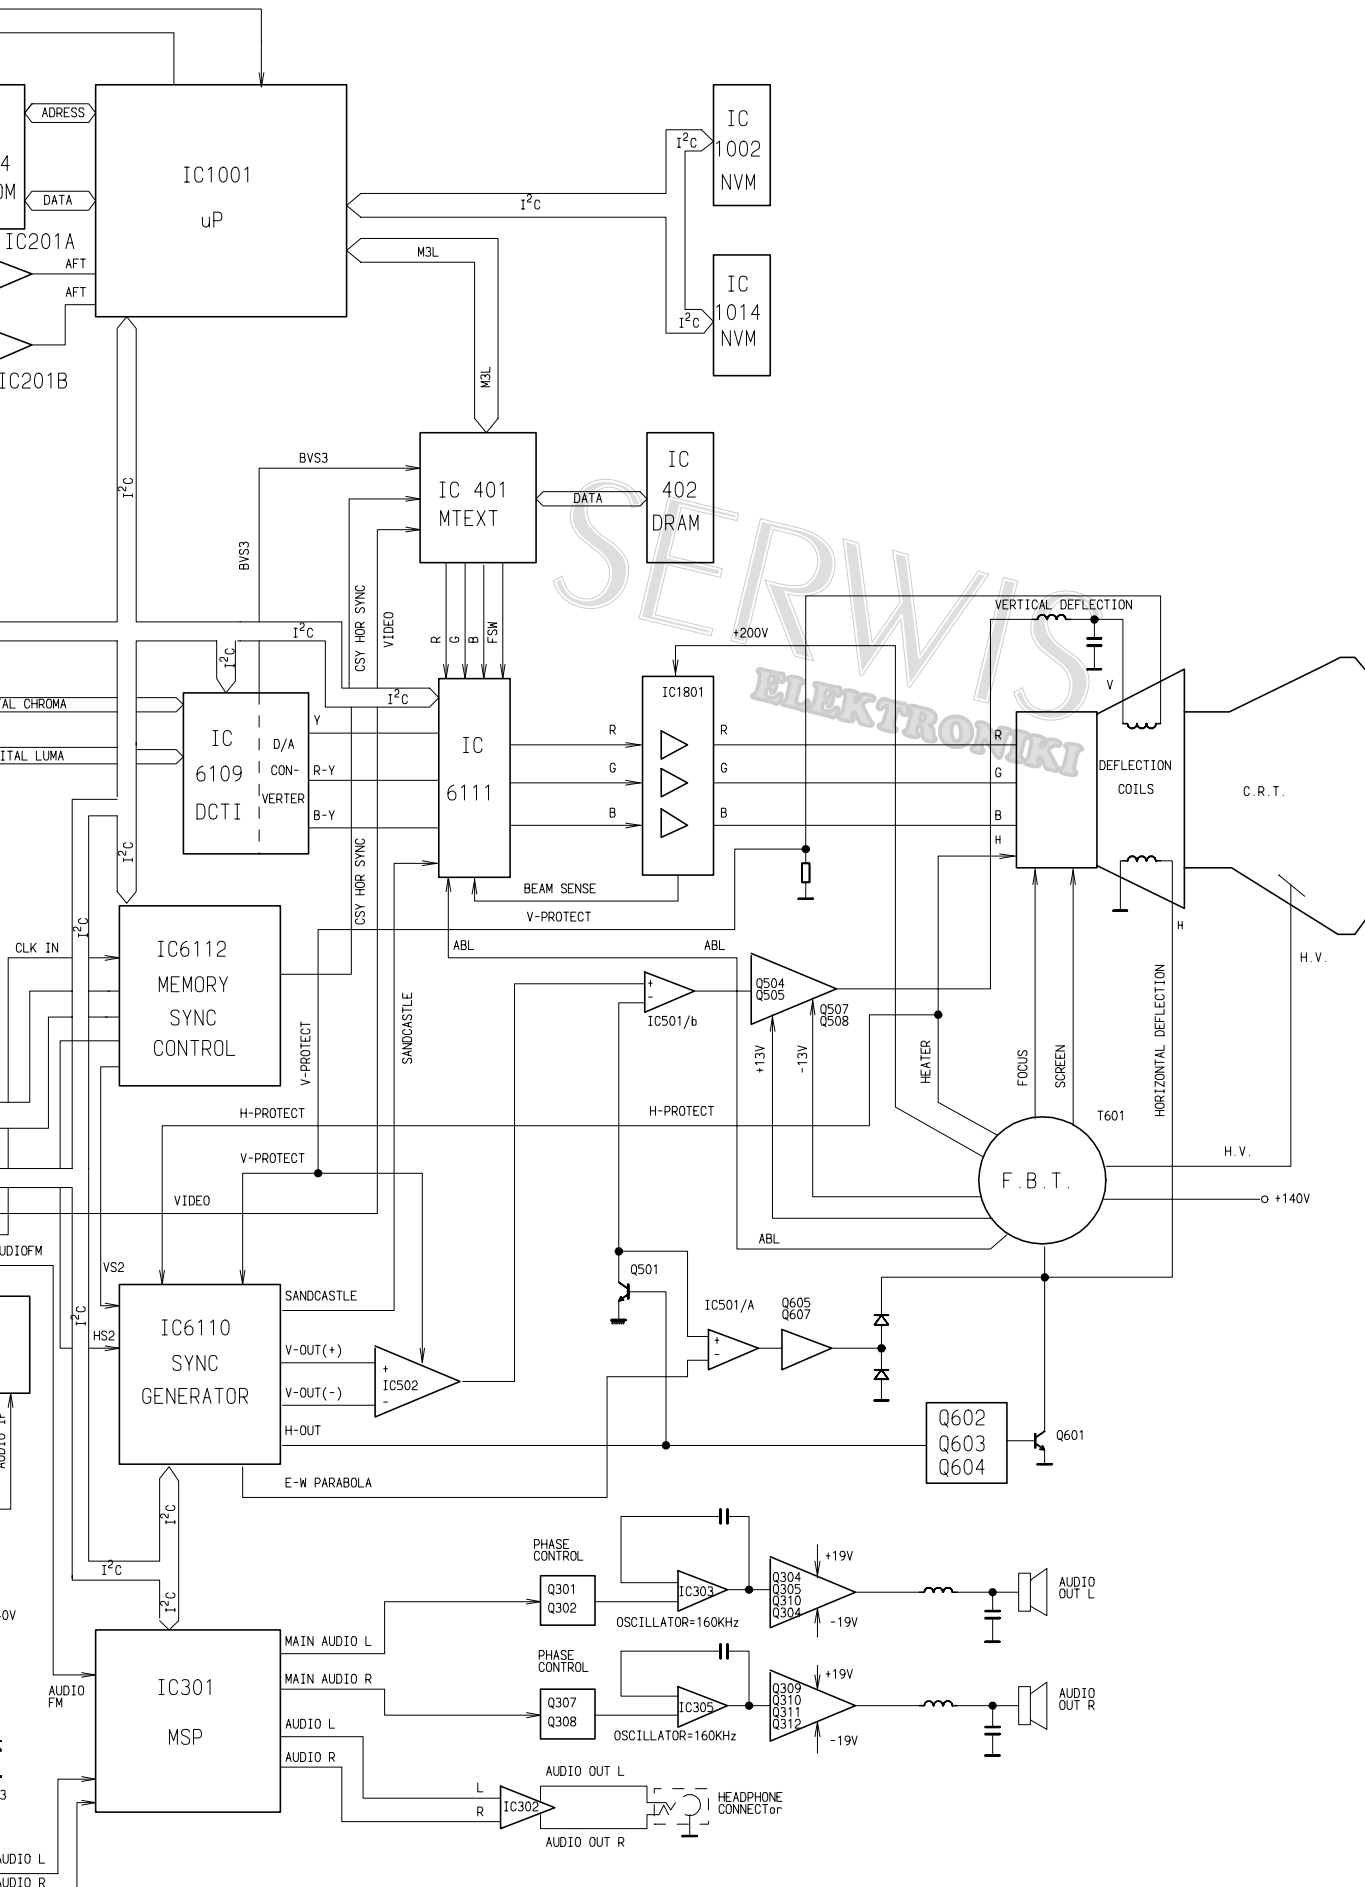 ADRESS
IC1001
uP
DATA
IC201A
AFT
AFT
IC201B
I²C
M3L
I²C
IC
1002
NVM
IC
1014
NVM
I²C
M3L
I²C
BVS3
BVS3
IC 401
MTEXT
DATA
IC
402
DRAM
SERWIS
ELEKTRONIKI
CSY HOR SYNC
VIDEO
R
G
B
FSW
I²C
I²C
I²C
+200V
VERTICAL DEFLECTION
V
AL CHROMA
ITAL LUMA
IC
6109
DCTI
D/A
CON-
VERTER
Y
R-Y
B-Y
IC
6111
R
G
B
IC1801
R
G
B
R
G
B
H
DEFLECTION
COILS
C.R.T.
I²C
CSY HOR SYNC
BEAM SENSE
V-PROTECT
ABL
ABL
H
H.V.
I²C
CLK IN
IC6112
MEMORY
SYNC
CONTROL
V-PROTECT
SANDCASTLE
+
-
IC501/b
Q504
Q505
Q507
Q508
+13V
-13V
HEATER
FOCUS
SCREEN
HORIZONTAL DEFLECTION
H-PROTECT
H-PROTECT
T601
V-PROTECT
F.B.T.
H.V.
VIDEO
+140V
UDIOFM
ABL
VS2
HS2
I²C
IC6110
SYNC
GENERATOR
SANDCASTLE
V-OUT(+)
V-OUT(-)
H-OUT
E-W PARABOLA
+
IC502
-
Q501
IC501/A
+
-
Q605
Q607
Q602
Q603
Q604
Q601
AUDIO IF
I²C
I²C
I²C
PHASE
CONTROL
Q301
Q302
IC303
OSCILLATOR=160KHz
Q304
Q305
Q310
Q304
+19V
-19V
AUDIO
OUT L
0V
IC301
MSP
AUDIO
FM
MAIN AUDIO L
MAIN AUDIO R
AUDIO L
AUDIO R
PHASE
CONTROL
Q307
Q308
IC305
OSCILLATOR=160KHz
Q309
Q310
Q311
Q312
+19V
-19V
AUDIO
OUT R
L
R
IC302
AUDIO OUT L
AUDIO OUT R
HEADPHONE
CONNECTor
3
AUDIO L
AUDIO R